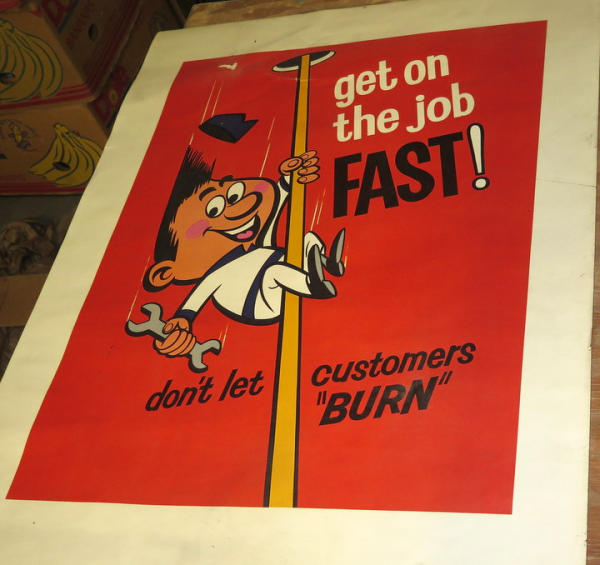 get on
the job
FAST!
don't let customers
"BURN"